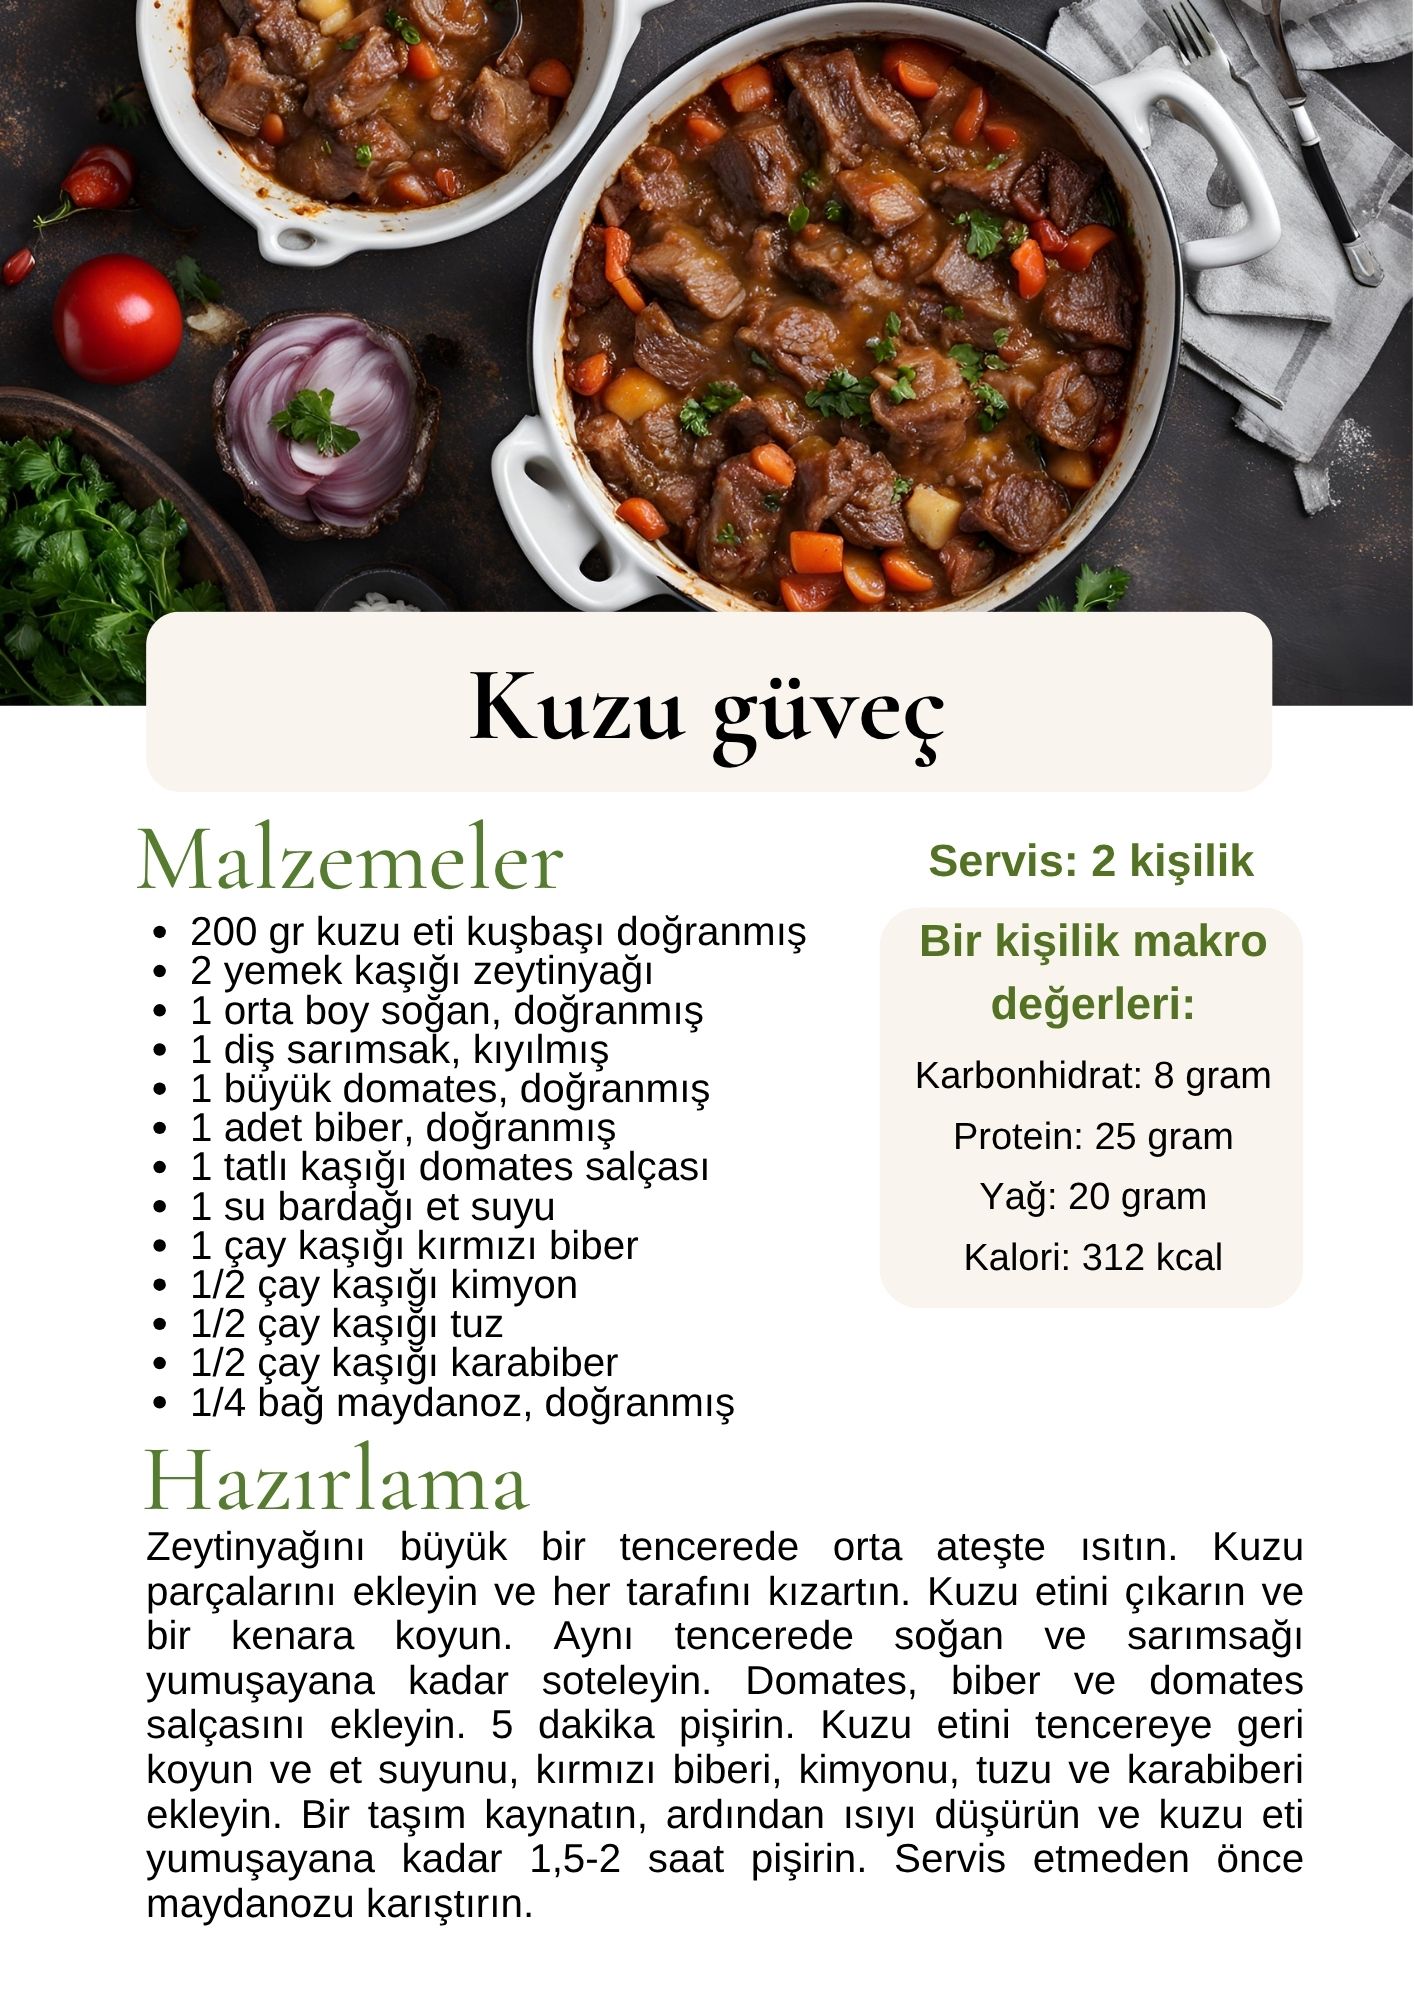 Kuzu güveç
Malzemeler
200 gr kuzu eti kuşbaşı doğranmış
2 yemek kaşığı zeytinyağı
1 orta boy soğan, doğranmış
1 diş sarımsak, kıyılmış
1 büyük domates, doğranmış
1 adet biber, doğranmış
1 tatlı kaşığı domates salçası
1 su bardağı et suyu
1 çay kaşığı kırmızı biber
1/2 çay kaşığı kimyon
1/2 çay kaşığı tuz
1/2 çay kaşığı karabiber
1/4 bağ maydanoz, doğranmış
Servis: 2 kişilik
Bir kişilik makro
değerleri:
Karbonhidrat: 8 gram
Protein: 25 gram
Yağ: 20 gram
Kalori: 312 kcal
Hazırlama
Zeytinyağını büyük bir tencerede orta ateşte ısıtın. Kuzu
parçalarını ekleyin ve her tarafını kızartın. Kuzu etini çıkarın ve
bir kenara koyun. Aynı tencerede soğan ve sarımsağı
yumuşayana kadar soteleyin. Domates, biber ve domates
salçasını ekleyin. 5 dakika pişirin. Kuzu etini tencereye geri
koyun ve et suyunu, kırmızı biberi, kimyonu, tuzu ve karabiberi
ekleyin. Bir taşım kaynatın, ardından ısıyı düşürün ve kuzu eti
yumuşayana kadar 1,5-2 saat pişirin. Servis etmeden önce
maydanozu karıştırın.